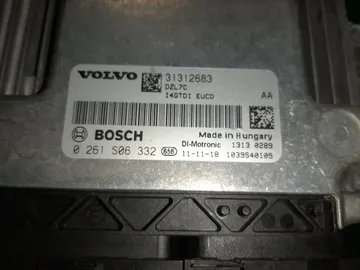 VOLVO 31312683
DZL7C
I4GTDI EUCD AA
BOSCH Made in Hungary
DI-Motronic 1313 0289
0 261 S06 332 658 11-11-18 1039S40105